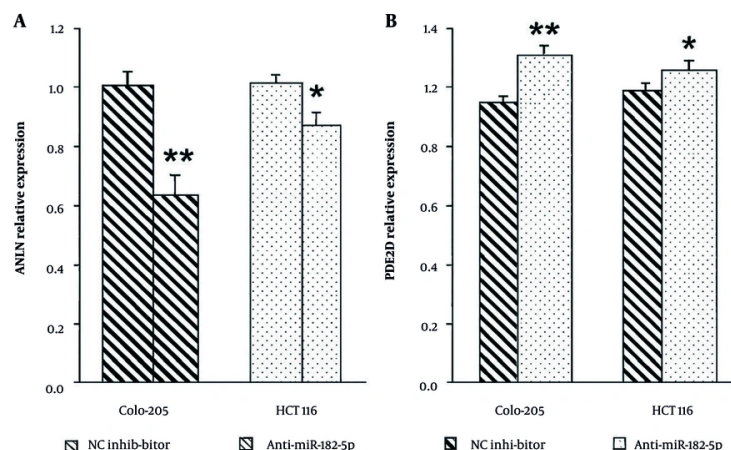 A
ANLN relative expression
1.2
1.0
0.8
0.6
0.4
0.2
0.0
**
*
Colo-205
HCT 116
NC inhib-bitor
Anti-miR-182-5p
B
PDE2D relative expression
1.4
1.2
1.0
0.8
0.6
0.4
0.2
0.0
**
*
Colo-205
HCT 116
NC inhi-bitor
Anti-miR-182-5p